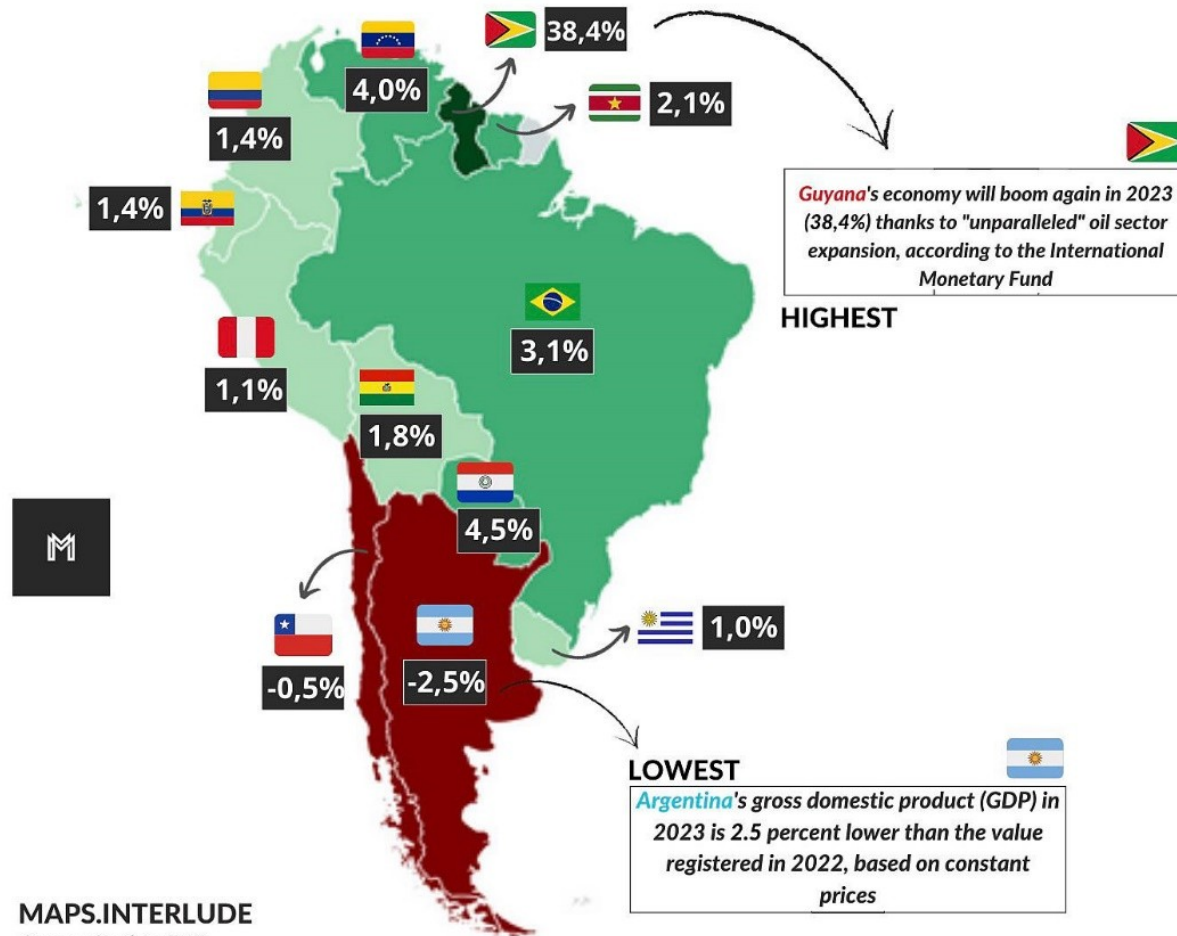 38,4%
4,0%
2,1%
1,4%
1,4%
Guyana's economy will boom again in 2023
(38,4%) thanks to "unparalleled" oil sector
expansion, according to the International
Monetary Fund
HIGHEST
3,1%
1,1%
1,8%
4,5%
M
1,0%
-0,5%
-2,5%
LOWEST
Argentina's gross domestic product (GDP) in
2023 is 2.5 percent lower than the value
registered in 2022, based on constant
prices
MAPS.INTERLUDE